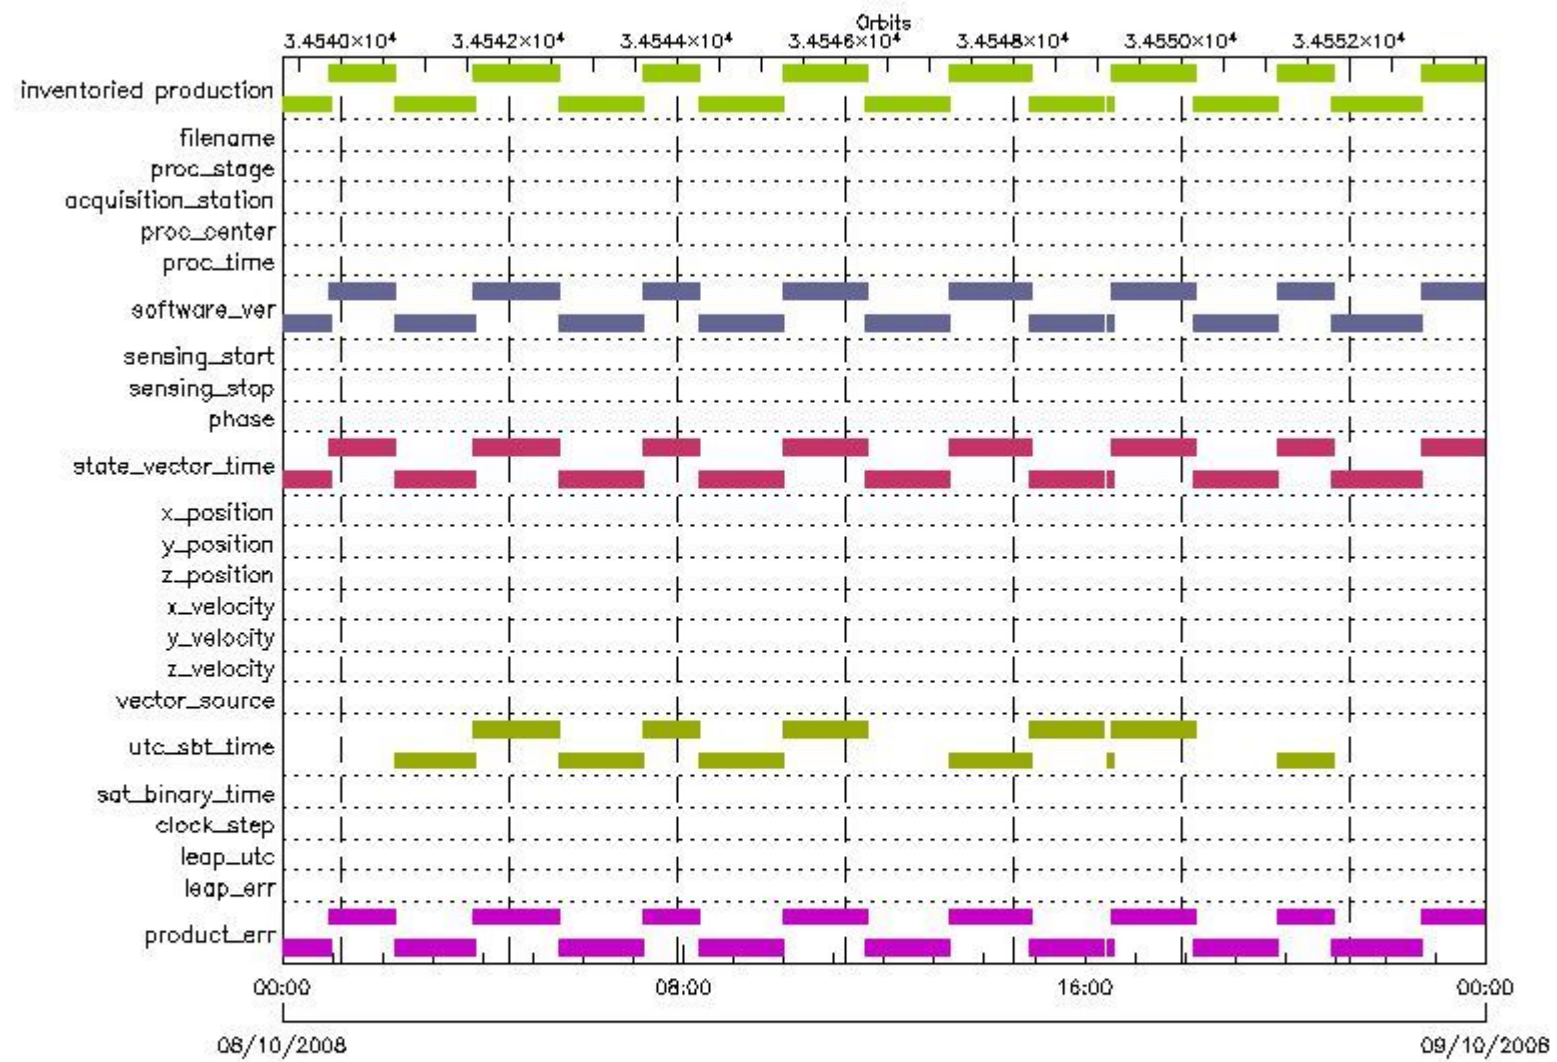 Orbits
3.4540×10⁴ 3.4542×10⁴ 3.4544×10⁴ 3.4546×10⁴ 3.4548×10⁴ 3.4550×10⁴ 3.4552×10⁴
inventoried production
filename
proc_stage
acquisition_station
proc_center
proc_time
software_ver
sensing_start
sensing_stop
phase
state_vector_time
x_position
y_position
z_position
x_velocity
y_velocity
z_velocity
vector_source
utc_sbt_time
sat_binary_time
clock_step
leap_utc
leap_err
product_err
00:00 08:00 16:00 00:00
08/10/2008 09/10/2008